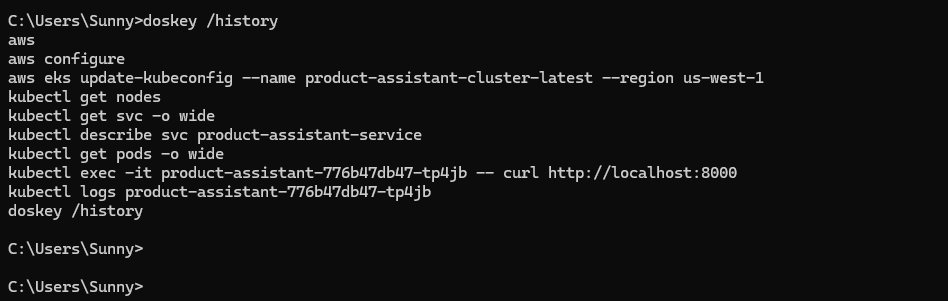 C:\Users\Sunny>doskey /history
aws
aws configure
aws eks update-kubeconfig --name product-assistant-cluster-latest --region us-west-1
kubectl get nodes
kubectl get svc -o wide
kubectl describe svc product-assistant-service
kubectl get pods -o wide
kubectl exec -it product-assistant-776b47db47-tp4jb -- curl http://localhost:8000
kubectl logs product-assistant-776b47db47-tp4jb
doskey /history
C:\Users\Sunny>
C:\Users\Sunny>